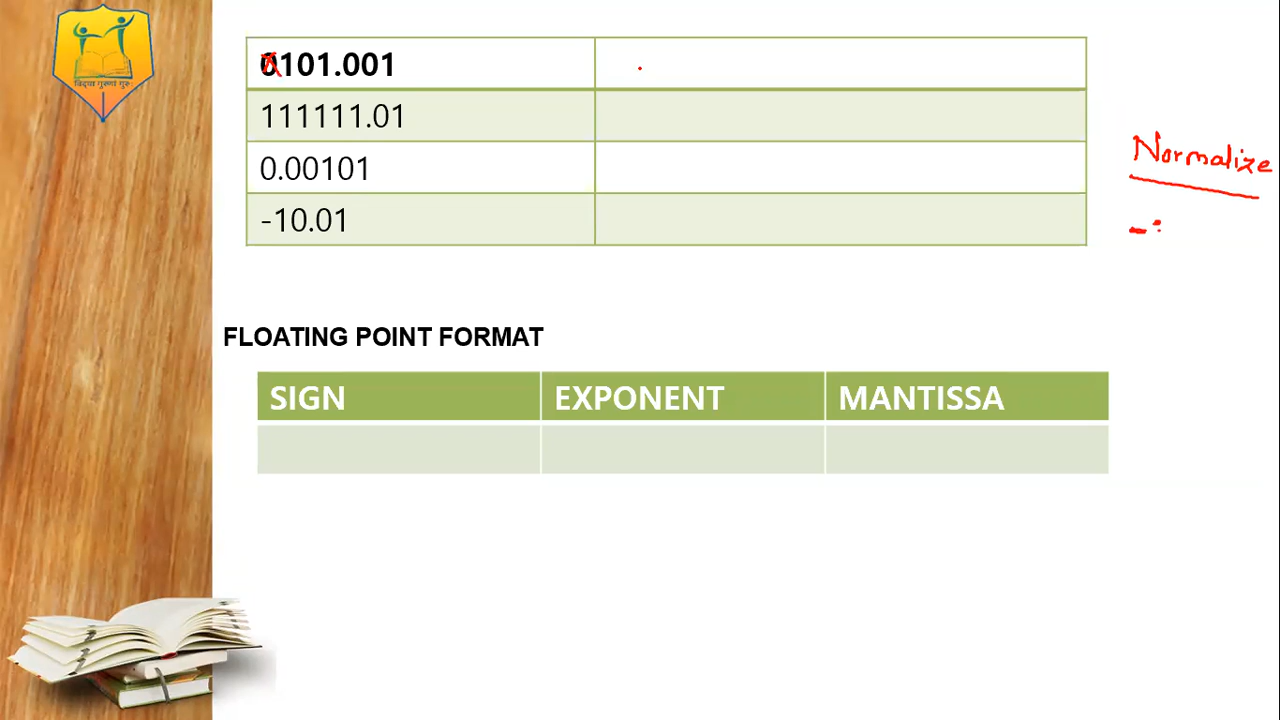 विद्या गुरुणां गुरुः
0101.001
111111.01
Normalize
0.00101
-10.01
FLOATING POINT FORMAT
SIGN EXPONENT MANTISSA